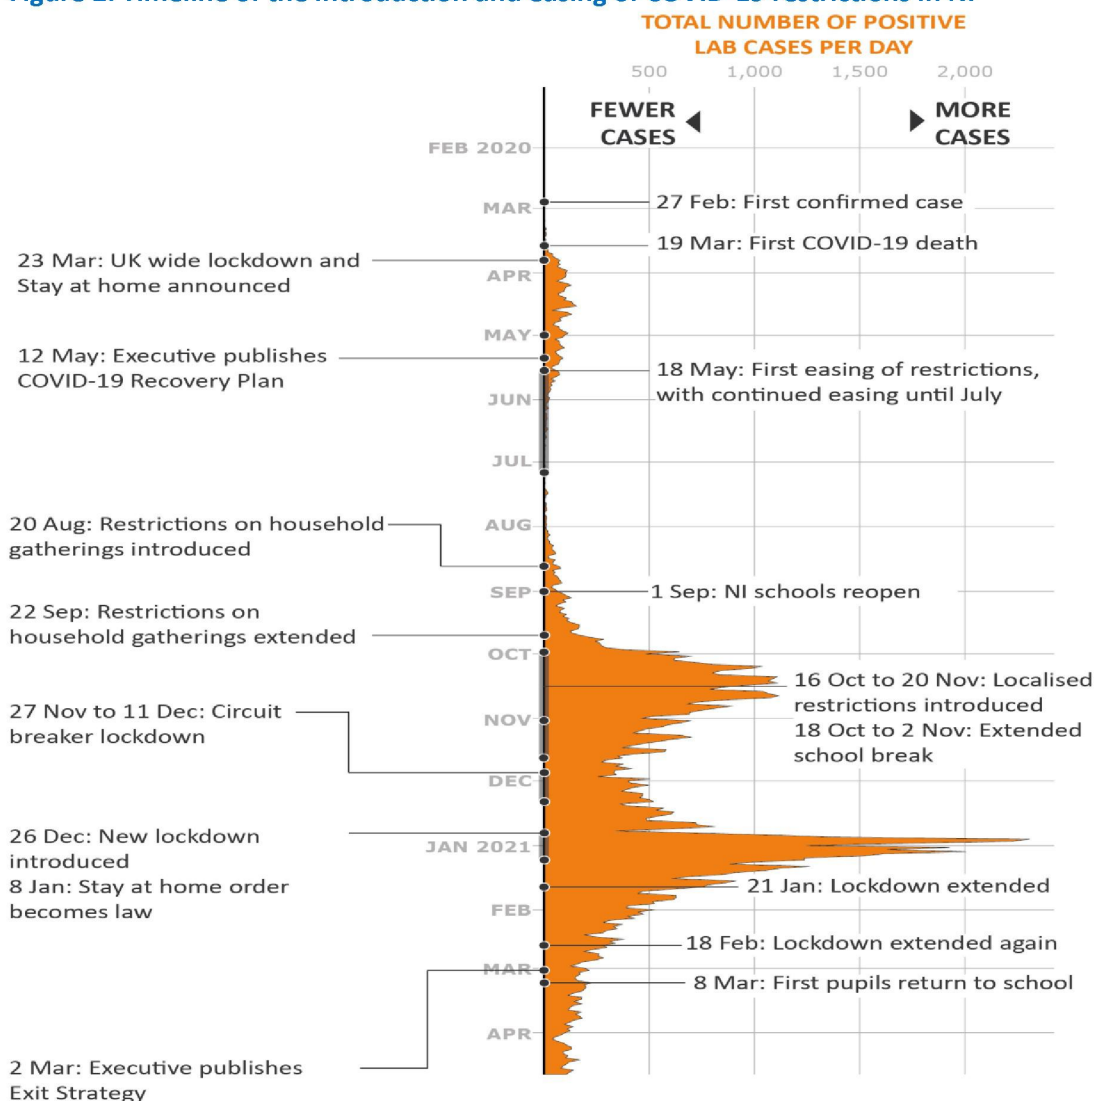 TOTAL NUMBER OF POSITIVE
LAB CASES PER DAY
500 1,000 1,500 2,000
FEWER
CASES
MORE
CASES
FEB 2020
27 Feb: First confirmed case
MAR
19 Mar: First COVID-19 death
23 Mar: UK wide lockdown and
Stay at home announced
APR
MAY
12 May: Executive publishes
COVID-19 Recovery Plan
18 May: First easing of restrictions,
with continued easing until July
JUN
JUL
20 Aug: Restrictions on household
gatherings introduced
AUG
SEP
1 Sep: NI schools reopen
22 Sep: Restrictions on
household gatherings extended
OCT
16 Oct to 20 Nov: Localised
restrictions introduced
18 Oct to 2 Nov: Extended
school break
27 Nov to 11 Dec: Circuit
breaker lockdown
NOV
DEC
26 Dec: New lockdown
introduced
8 Jan: Stay at home order
becomes law
JAN 2021
21 Jan: Lockdown extended
FEB
18 Feb: Lockdown extended again
MAR
8 Mar: First pupils return to school
APR
2 Mar: Executive publishes
Exit Strategy